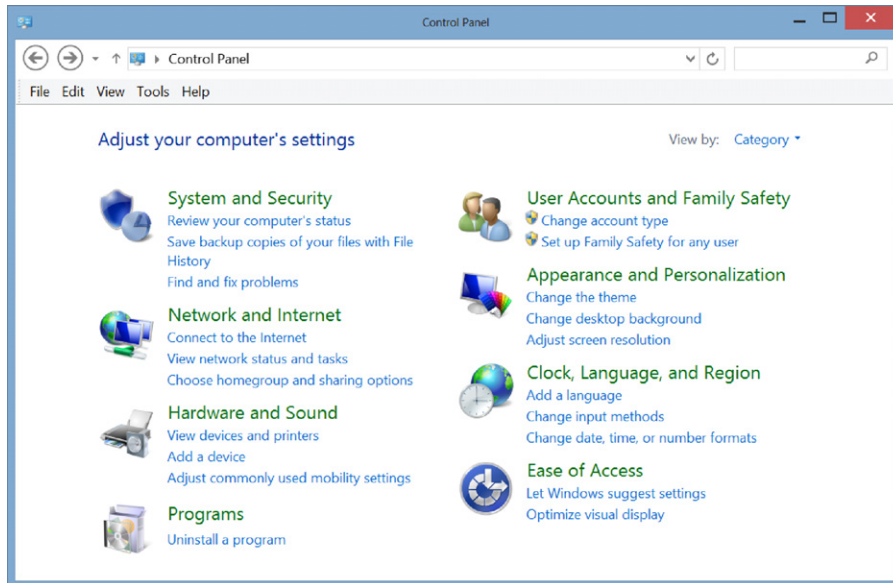 Control Panel
Control Panel
File Edit View Tools Help
Adjust your computer's settings
View by: Category
System and Security
Review your computer's status
Save backup copies of your files with File
History
Find and fix problems
Network and Internet
Connect to the Internet
View network status and tasks
Choose homegroup and sharing options
Hardware and Sound
View devices and printers
Add a device
Adjust commonly used mobility settings
Programs
Uninstall a program
User Accounts and Family Safety
Change account type
Set up Family Safety for any user
Appearance and Personalization
Change the theme
Change desktop background
Adjust screen resolution
Clock, Language, and Region
Add a language
Change input methods
Change date, time, or number formats
Ease of Access
Let Windows suggest settings
Optimize visual display